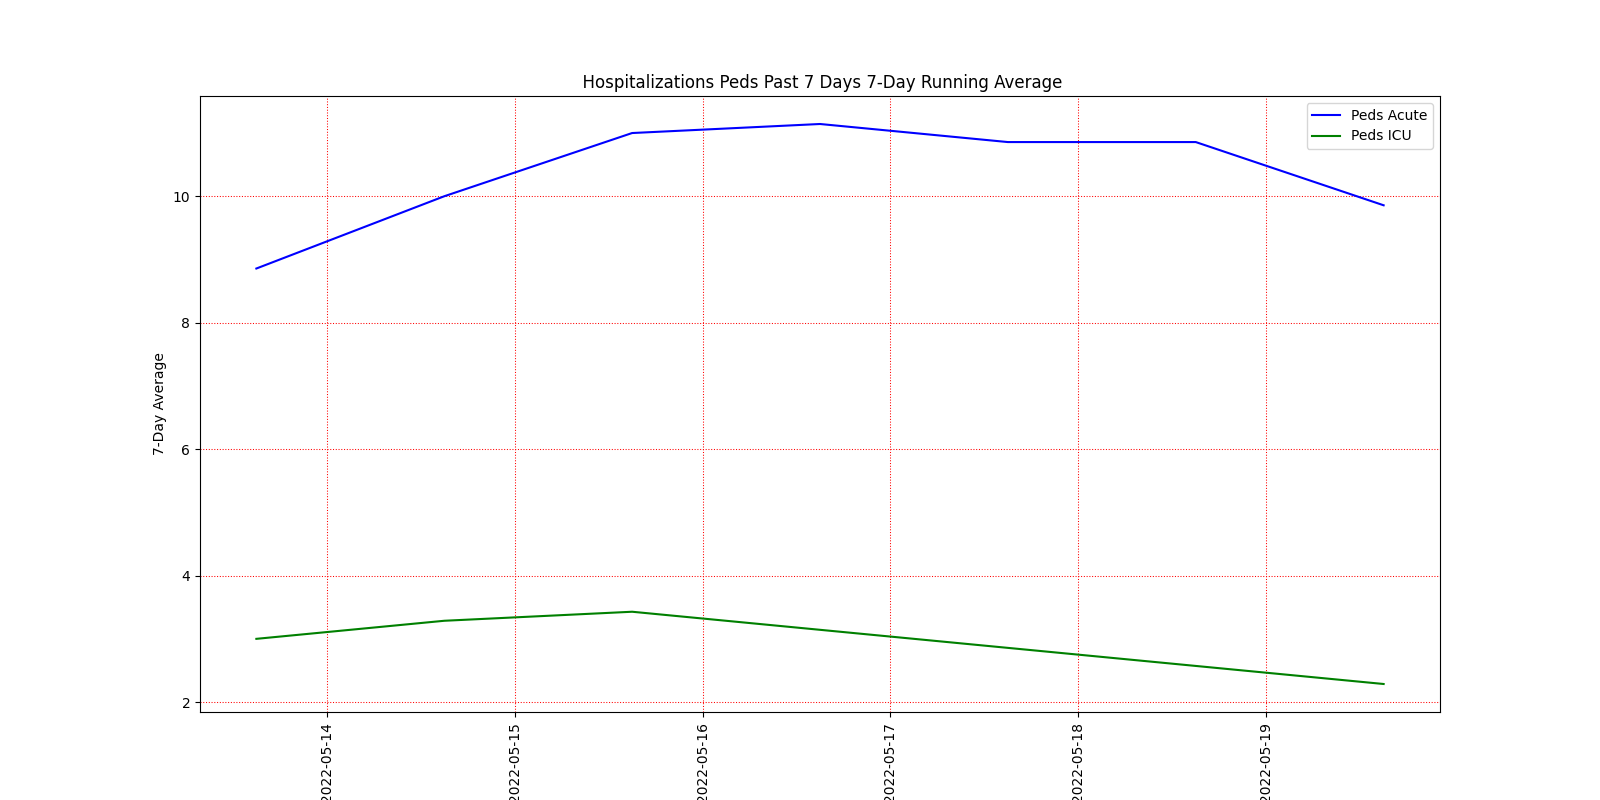 Hospitalizations Peds Past 7 Days 7-Day Running Average
Peds Acute
Peds ICU
7-Day Average
10
8
6
4
2
2022-05-14
2022-05-15
2022-05-16
2022-05-17
2022-05-18
2022-05-19